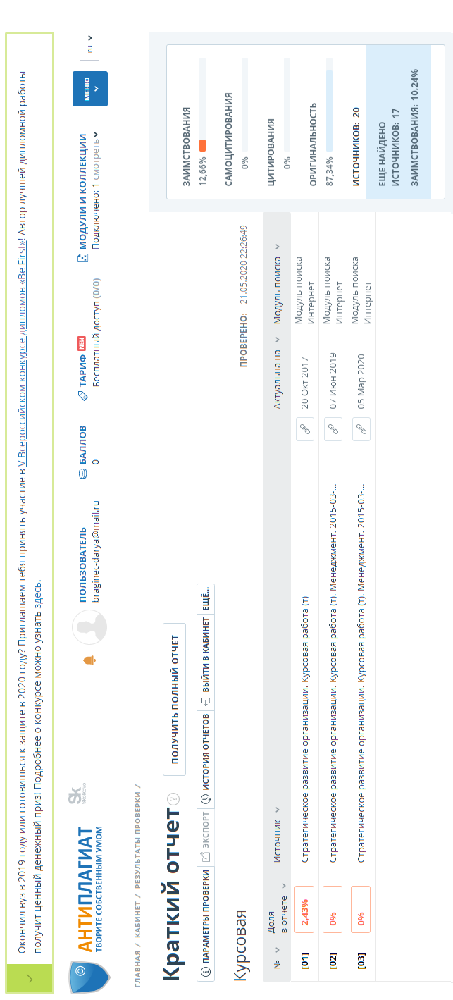 Окончил вуз в 2019 году или готовишься к защите в 2020 году? Приглашаем тебя принять участие в V Всероссийском конкурсе дипломов «Be First»! Автор лучшей дипломной работы
получит ценный денежный приз! Подробнее о конкурсе можно узнать здесь.
АНТИПЛАГИАТ
ТВОРИТЕ СОБСТВЕННЫМ УМОМ
Sk
Skolkovo
ПОЛЬЗОВАТЕЛЬ
braginec-darya@mail.ru
БАЛЛОВ
0
ТАРИФ NEW
Бесплатный доступ (0/0)
МОДУЛИ И КОЛЛЕКЦИИ
Подключено: 1 смотреть
МЕНЮ
ru
ГЛАВНАЯ / КАБИНЕТ / РЕЗУЛЬТАТЫ ПРОВЕРКИ /
Краткий отчет ?
ПОЛУЧИТЬ ПОЛНЫЙ ОТЧЕТ
ПАРАМЕТРЫ ПРОВЕРКИ ЭКСПОРТ ИСТОРИЯ ОТЧЕТОВ ВЫЙТИ В КАБИНЕТ ЕЩЁ...
Курсовая
ПРОВЕРЕНО: 21.05.2020 22:26:49
№ Доля
в отчете Источник Актуальна на Модуль поиска
[01] 2,43% Стратегическое развитие организации. Курсовая работа (т) 20 Окт 2017 Модуль поиска
Интернет
[02] 0% Стратегическое развитие организации. Курсовая работа (т). Менеджмент. 2015-03-... 07 Июн 2019 Модуль поиска
Интернет
[03] 0% Стратегическое развитие организации. Курсовая работа (т). Менеджмент. 2015-03-... 05 Мар 2020 Модуль поиска
Интернет
ЗАИМСТВОВАНИЯ
12,66%
САМОЦИТИРОВАНИЯ
0%
ЦИТИРОВАНИЯ
0%
ОРИГИНАЛЬНОСТЬ
87,34%
ИСТОЧНИКОВ: 20
ЕЩЕ НАЙДЕНО
ИСТОЧНИКОВ: 17
ЗАИМСТВОВАНИЯ: 10,24%